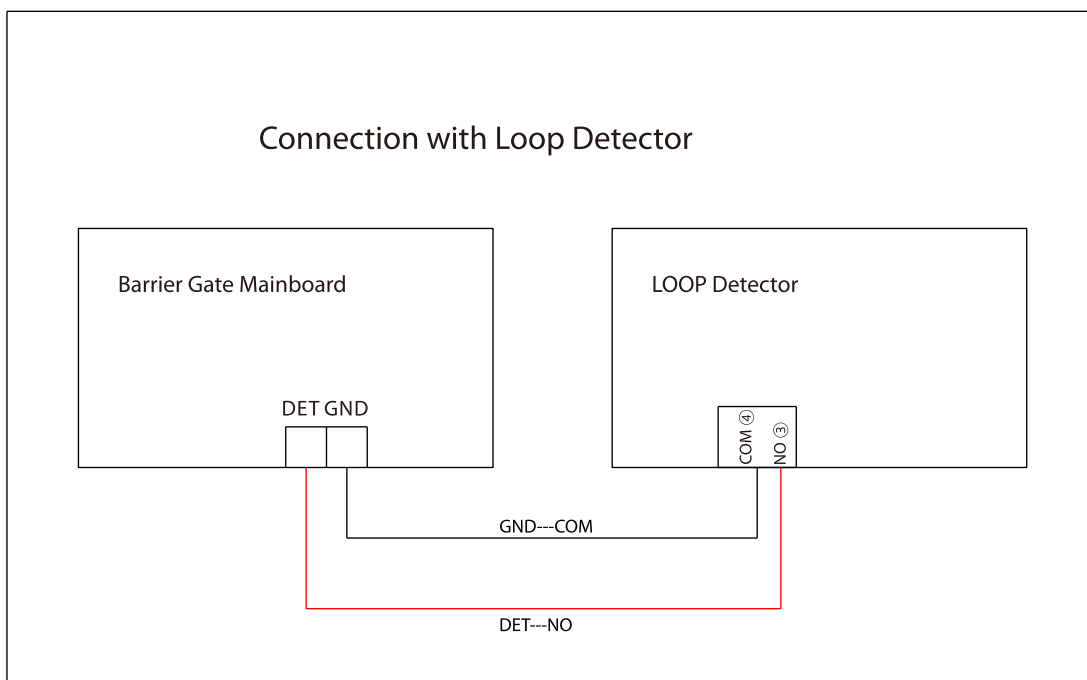 Connection with Loop Detector
Barrier Gate Mainboard
LOOP Detector
DET GND
COM ④
NO ③
GND---COM
DET---NO